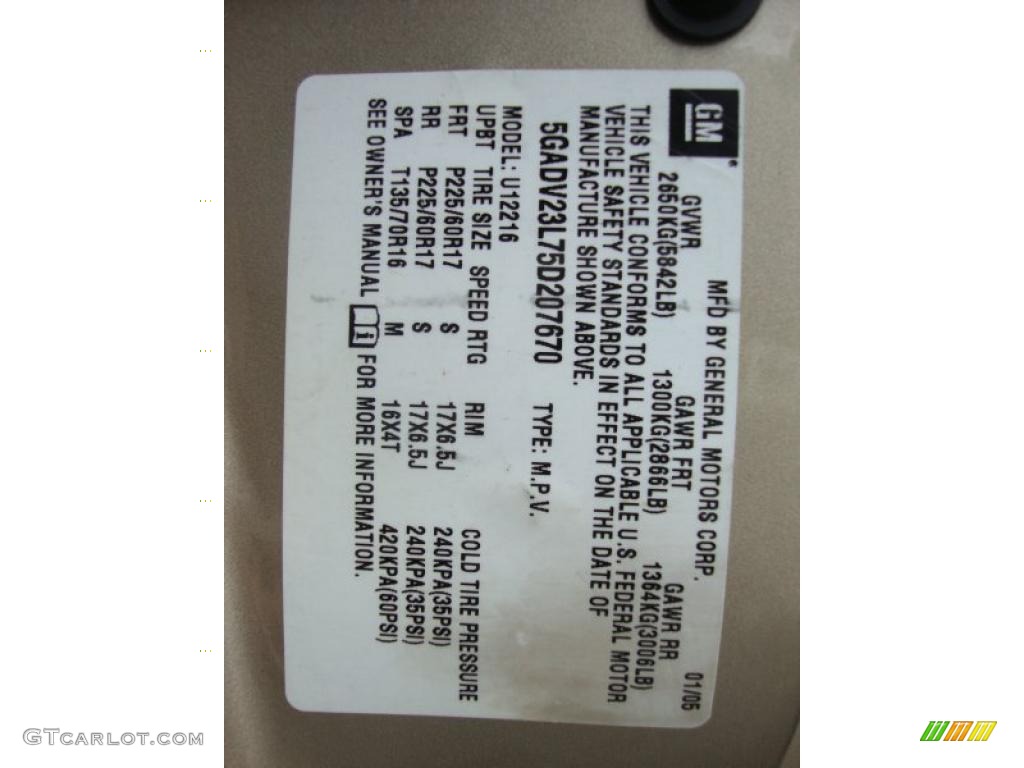 GM
MFD BY GENERAL MOTORS CORP. 01/05
GVWR GAWR FRT GAWR RR
2650KG(5842LB) 1300KG(2866LB) 1364KG(3006LB)
THIS VEHICLE CONFORMS TO ALL APPLICABLE U.S. FEDERAL MOTOR
VEHICLE SAFETY STANDARDS IN EFFECT ON THE DATE OF
MANUFACTURE SHOWN ABOVE.
5GADV23L75D207670 TYPE: M.P.V.
MODEL: U12216
UPBT TIRE SIZE SPEED RTG RIM COLD TIRE PRESSURE
FRT P225/60R17 S 17X6.5J 240KPA(35PSI)
RR P225/60R17 S 17X6.5J 240KPA(35PSI)
SPA T135/70R16 M 16X4T 420KPA(60PSI)
SEE OWNER'S MANUAL i FOR MORE INFORMATION.
GTCARLOT.COM